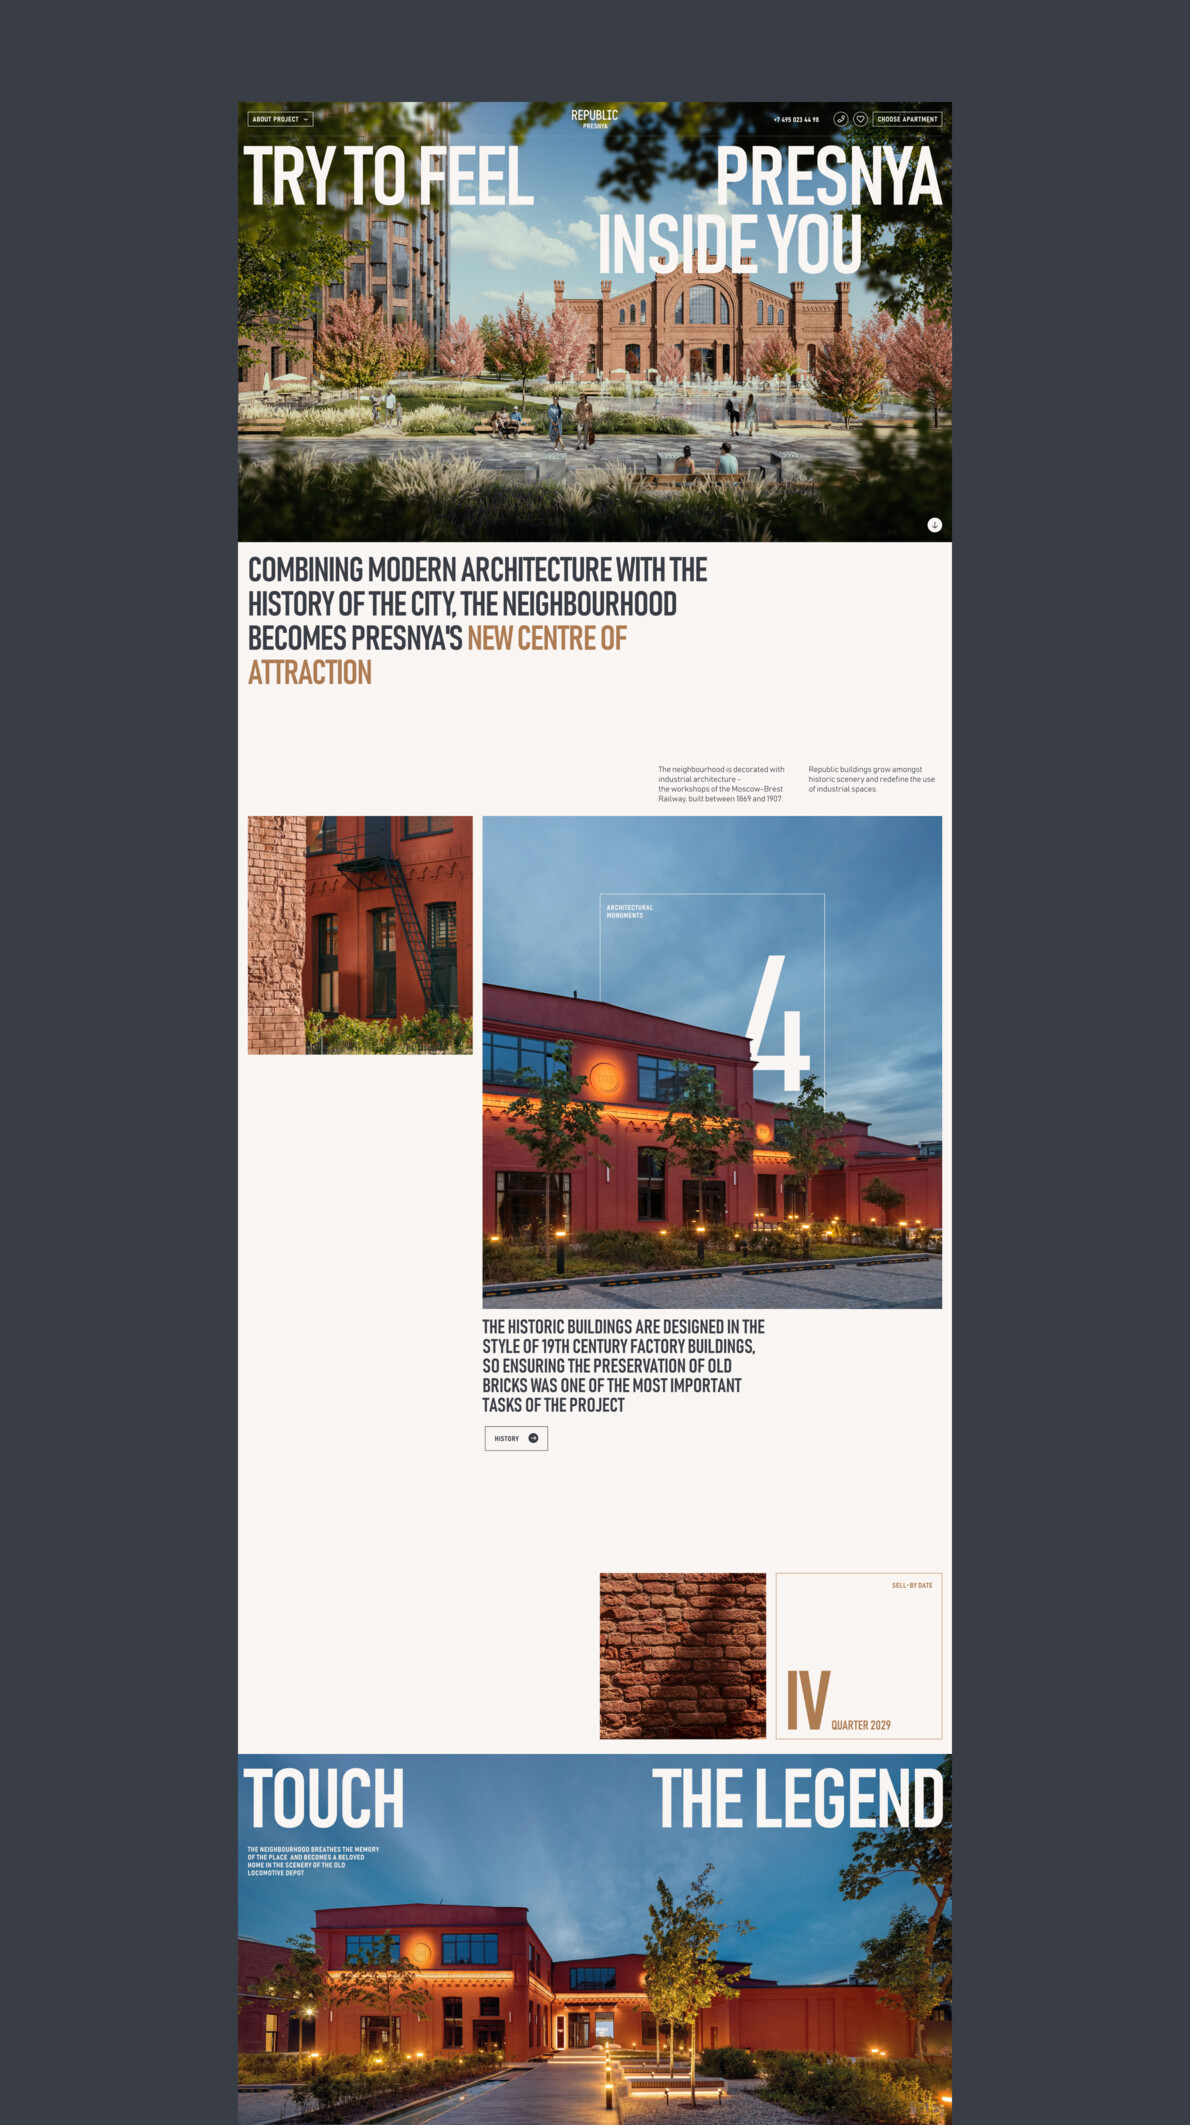 ABOUT PROJECT
REPUBLIC
PRESNYA
+7 495 023 44 98
CHOOSE APARTMENT
TRY TO FEEL PRESNYA
INSIDE YOU
COMBINING MODERN ARCHITECTURE WITH THE
HISTORY OF THE CITY, THE NEIGHBOURHOOD
BECOMES PRESNYA'S NEW CENTRE OF
ATTRACTION
The neighbourhood is decorated with
industrial architecture -
the workshops of the Moscow-Brest
Railway, built between 1869 and 1907.
Republic buildings grow amongst
historic scenery and redefine the use
of industrial spaces.
ARCHITECTURAL
MONUMENTS
4
THE HISTORIC BUILDINGS ARE DESIGNED IN THE
STYLE OF 19TH CENTURY FACTORY BUILDINGS,
SO ENSURING THE PRESERVATION OF OLD
BRICKS WAS ONE OF THE MOST IMPORTANT
TASKS OF THE PROJECT
HISTORY
SELL-BY DATE
IV QUARTER 2029
TOUCH THE LEGEND
THE NEIGHBOURHOOD BREATHES THE MEMORY
OF THE PLACE AND BECOMES A BELOVED
HOME IN THE SCENERY OF THE OLD
LOCOMOTIVE DEPOT